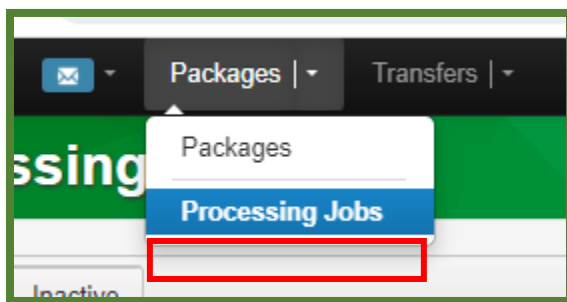 Packages | Transfers |
ssing
Packages
Processing Jobs
Inactive